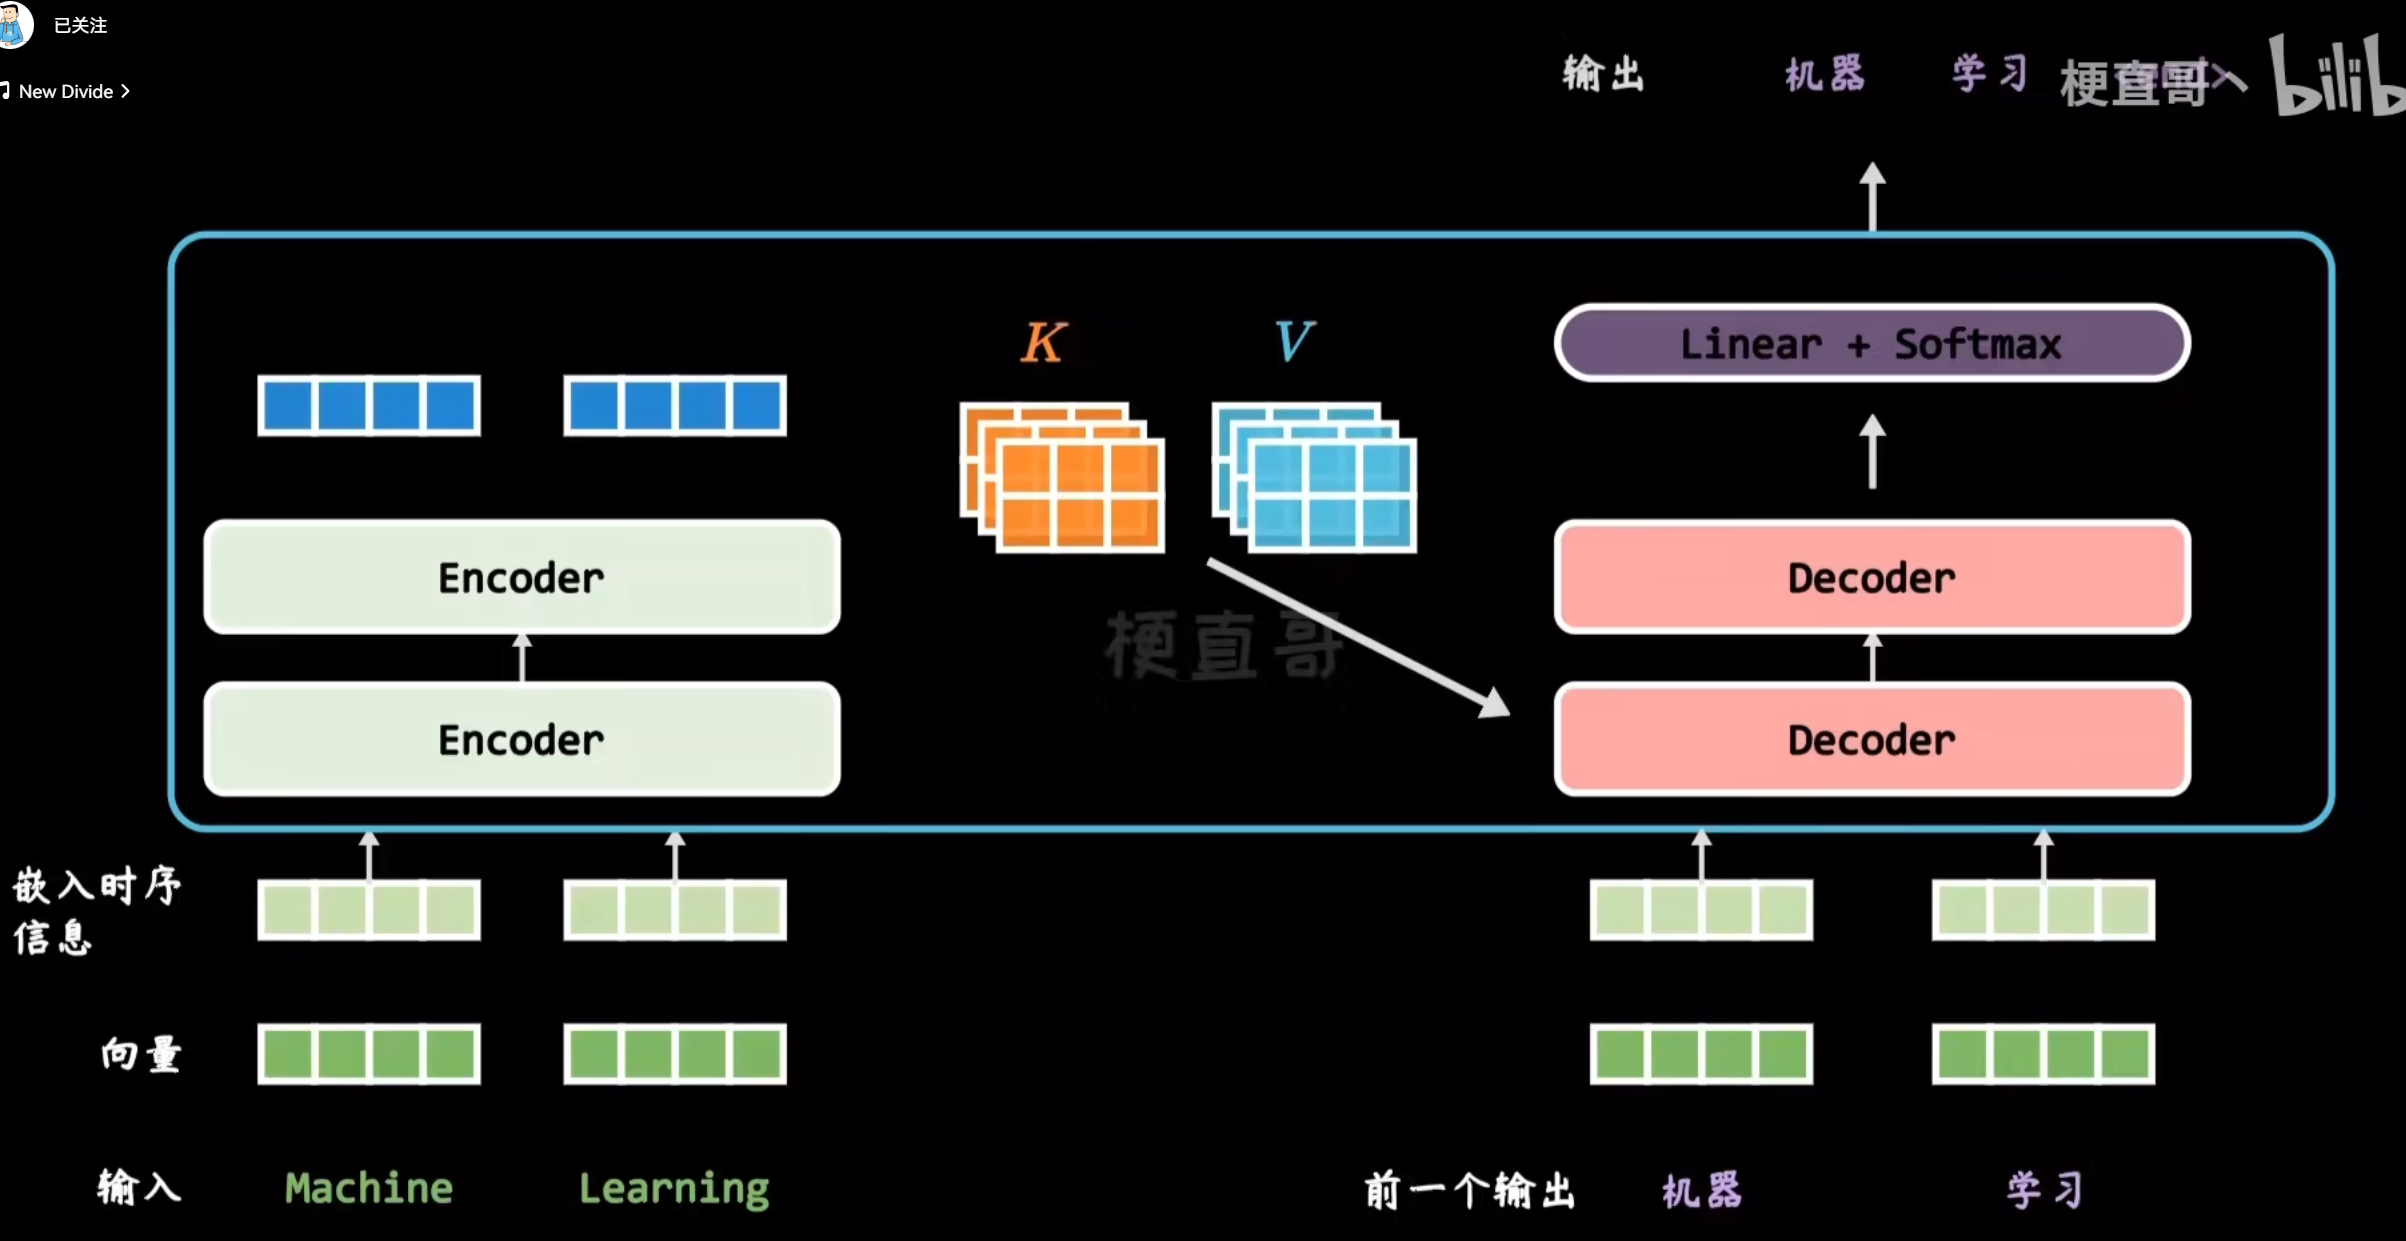 已关注
New Divide
输出 机器 学习
梗直哥
bilib
K V
Linear + Softmax
Encoder
Decoder
梗直哥
Encoder
Decoder
嵌入时序
信息
向量
输入 Machine Learning
前一个输出 机器 学习